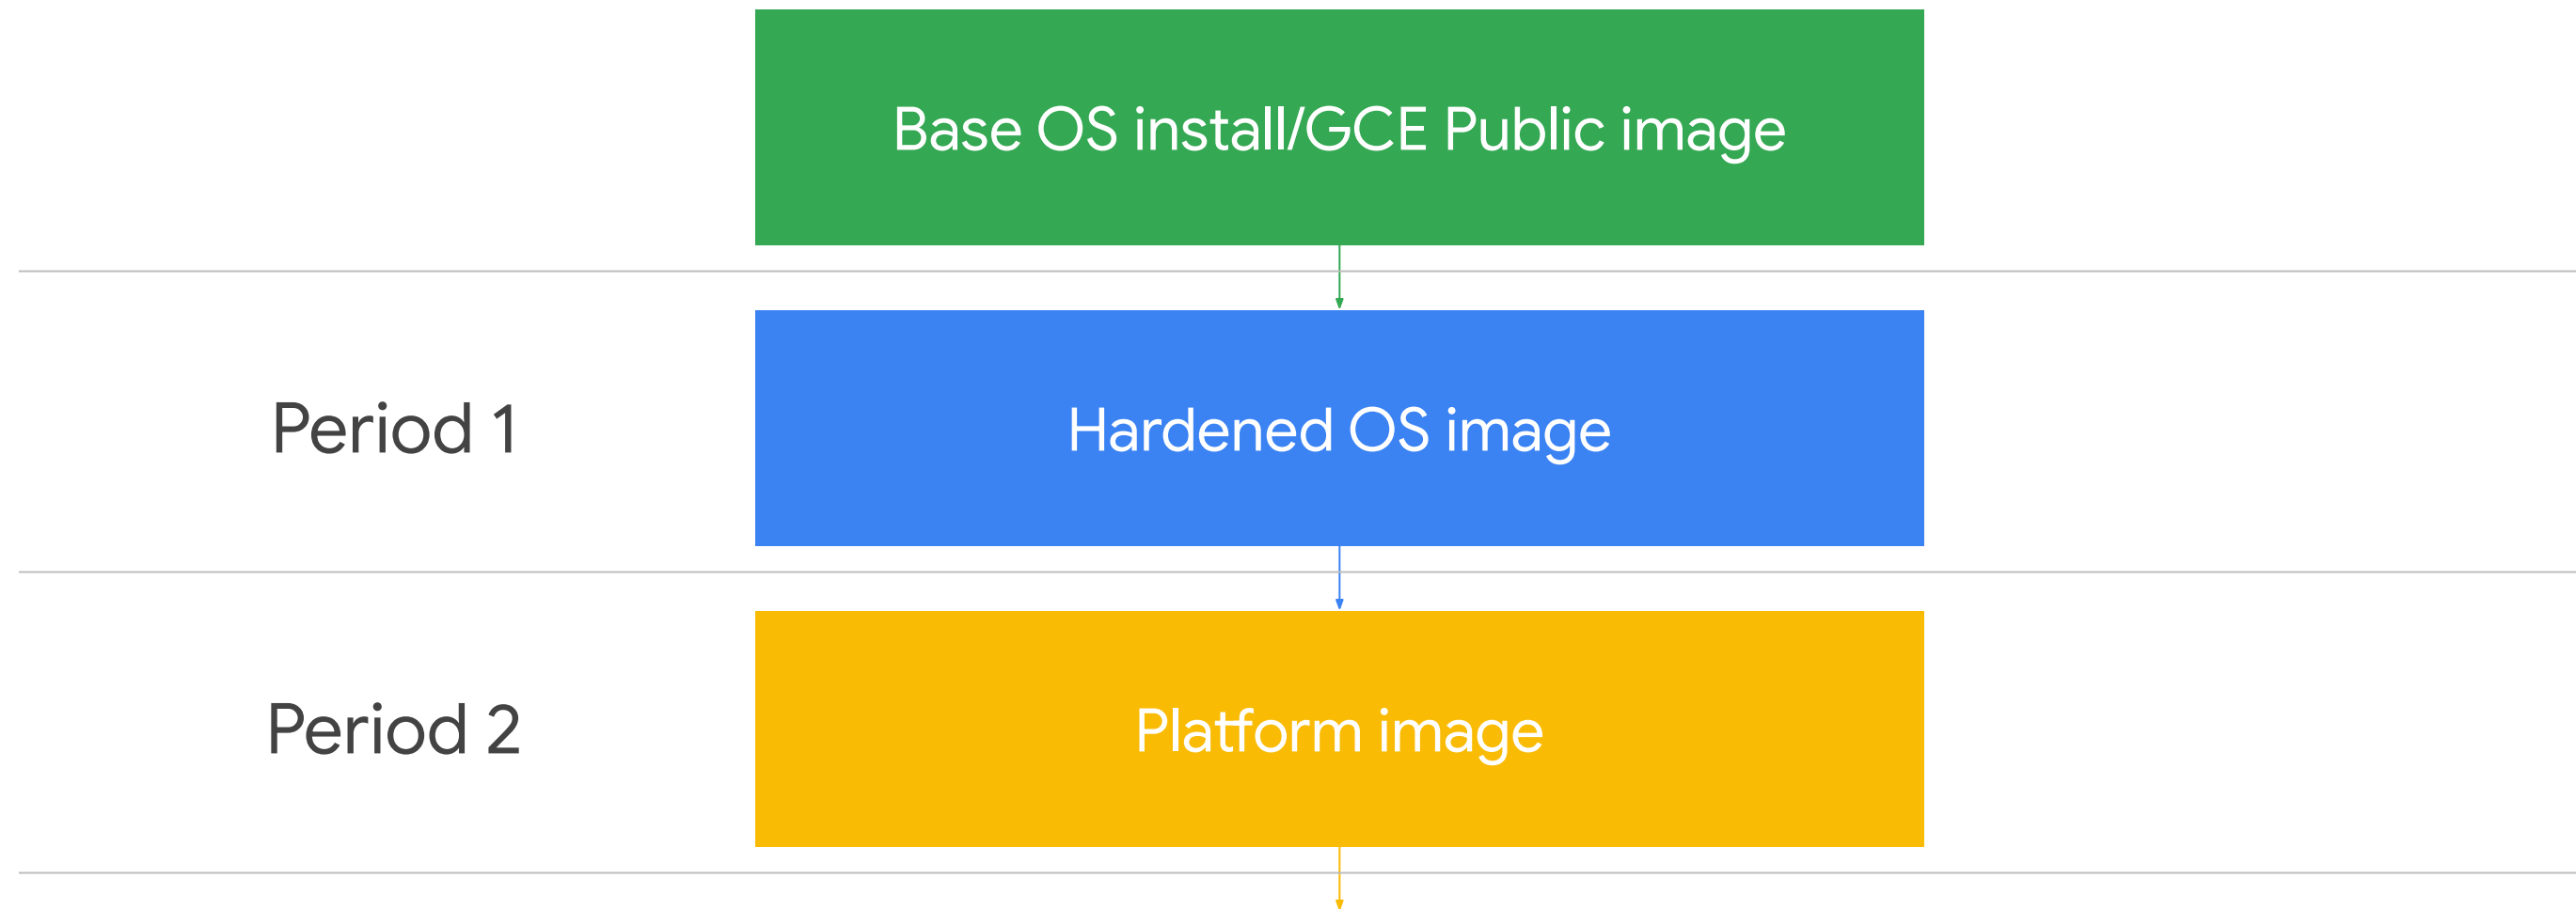 Base OS install/GCE Public image
Period 1
Hardened OS image
Period 2
Platform image